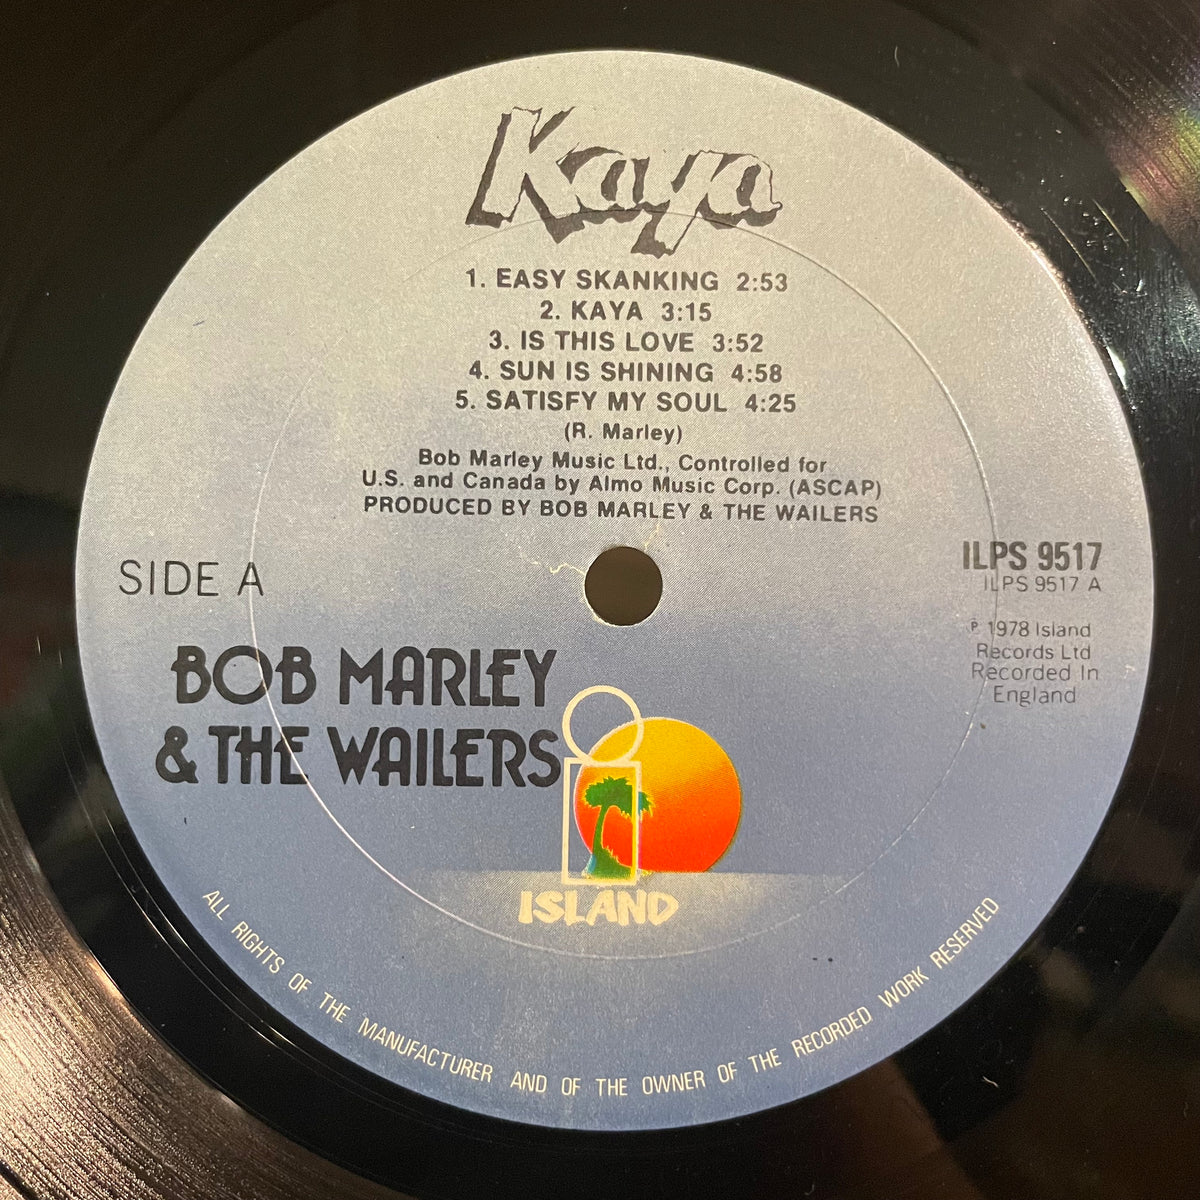 Kaya
1. EASY SKANKING 2:53
2. KAYA 3:15
3. IS THIS LOVE 3:52
4. SUN IS SHINING 4:58
5. SATISFY MY SOUL 4:25
(R. Marley)
Bob Marley Music Ltd., Controlled for
U.S. and Canada by Almo Music Corp. (ASCAP)
PRODUCED BY BOB MARLEY & THE WAILERS
SIDE A
ILPS 9517
ILPS 9517 A
℗ 1978 Island
Records Ltd
Recorded In
England
BOB MARLEY
& THE WAILERS
ISLAND
ALL RIGHTS OF THE MANUFACTURER AND OF THE OWNER OF THE RECORDED WORK RESERVED